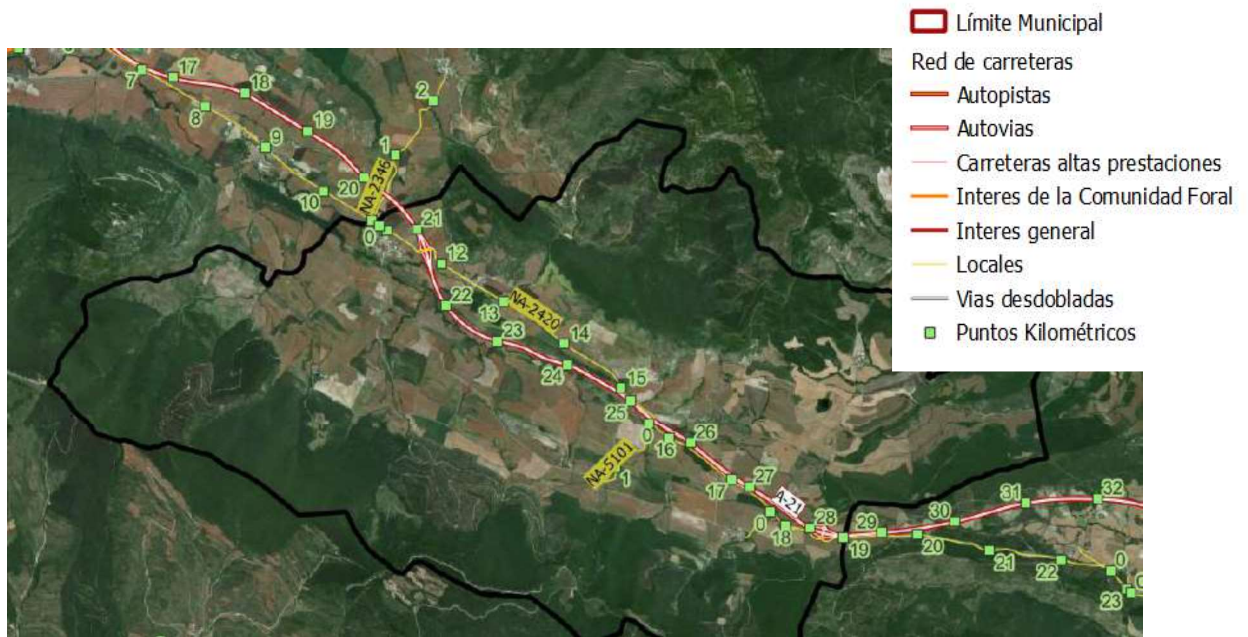 Límite Municipal
Red de carreteras
Autopistas
Autovias
Carreteras altas prestaciones
Interes de la Comunidad Foral
Interes general
Locales
Vias desdobladas
Puntos Kilométricos
7
17
18
8
2
19
9
1
20
NA-2346
10
0
21
12
22
13
NA-2420
14
23
24
15
25
0
16
26
NA-5101
1
17
27
A-21
0
18
28
19
29
20
30
31
32
21
22
0
23
0